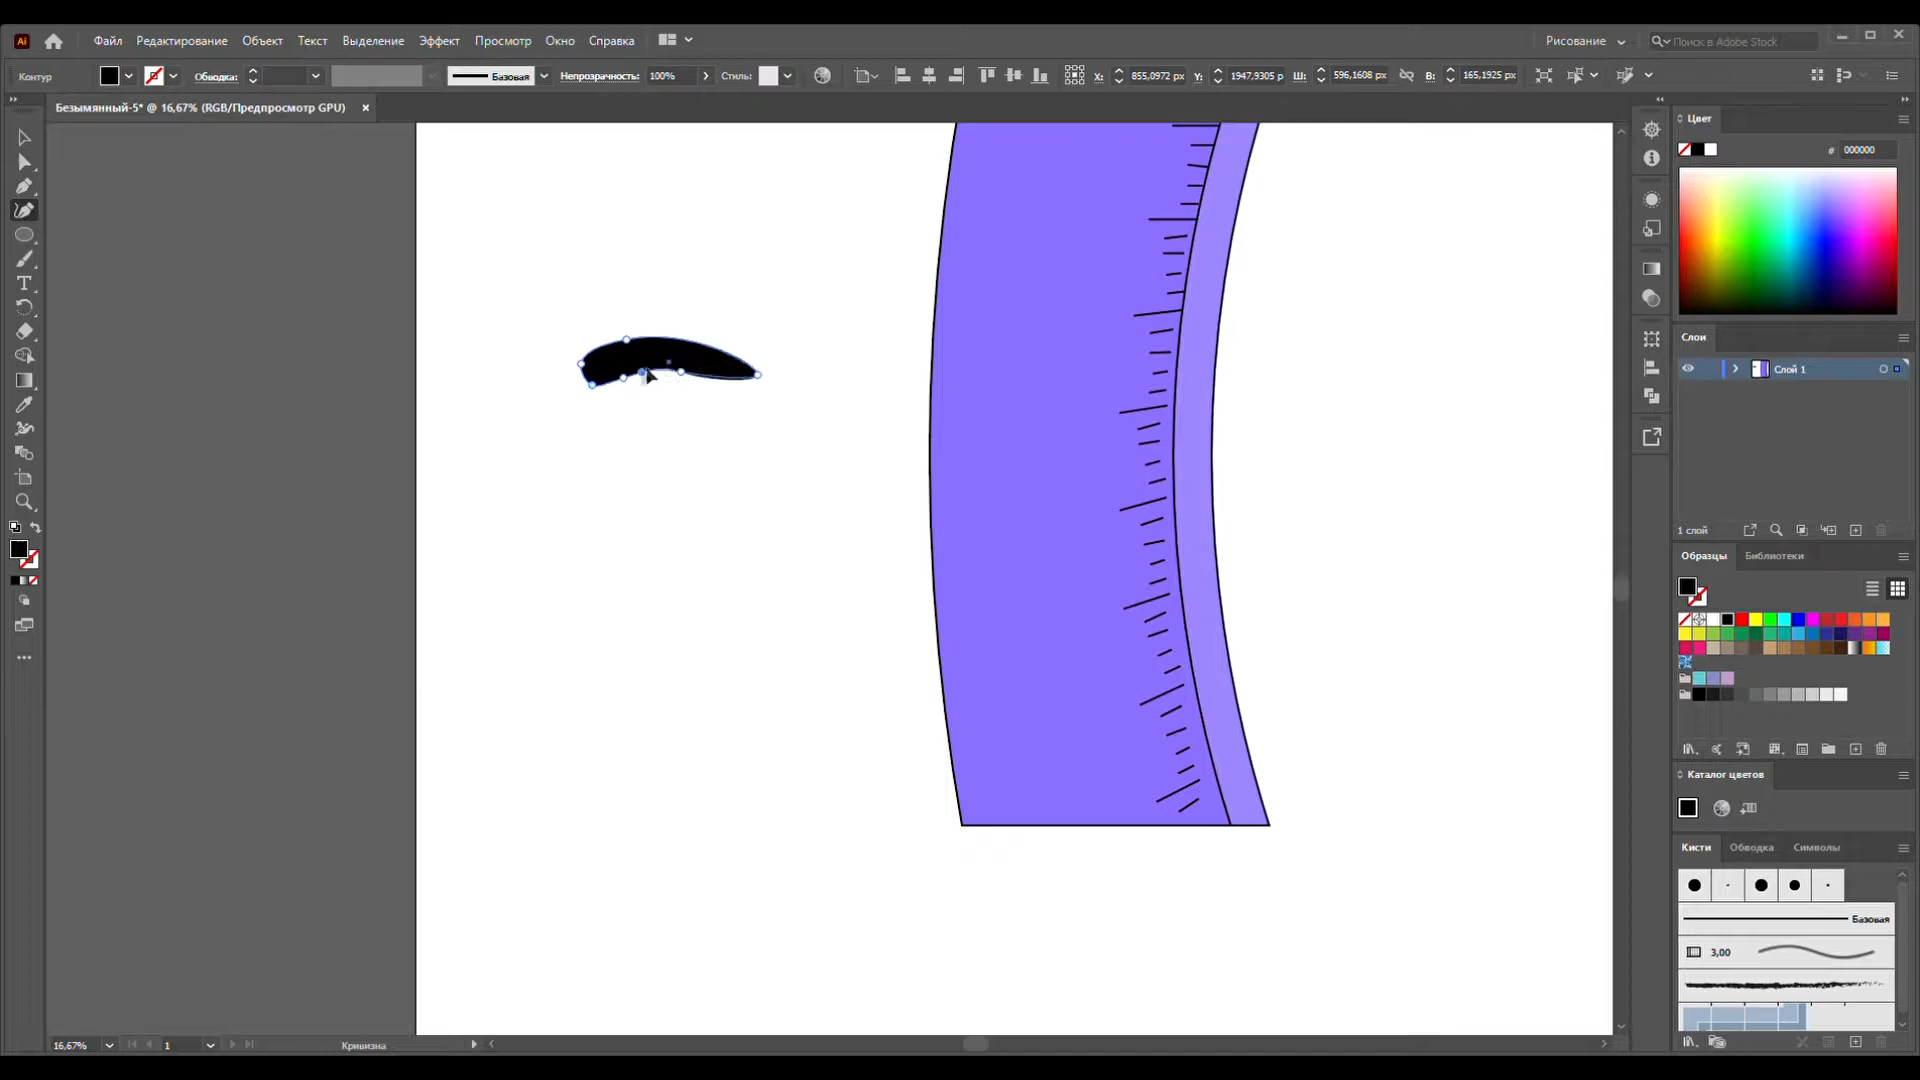 Ai
Файл Редактирование Объект Текст Выделение Эффект Просмотр Окно Справка Рисование Поиск в Adobe Stock
Контур Обводка: Базовая Непрозрачность: 100% Стиль: X: 855,0972 px Y: 1947,9305 p Ш: 596,1608 px В: 165,1925 px
Безымянный-5* @ 16,67% (RGB/Предпросмотр GPU)
Цвет
# 000000
Слои
Слой 1
1 слой
Образцы Библиотеки
Каталог цветов
Кисти Обводка Символы
Базовая
3,00
16,67% 1 Кривизна